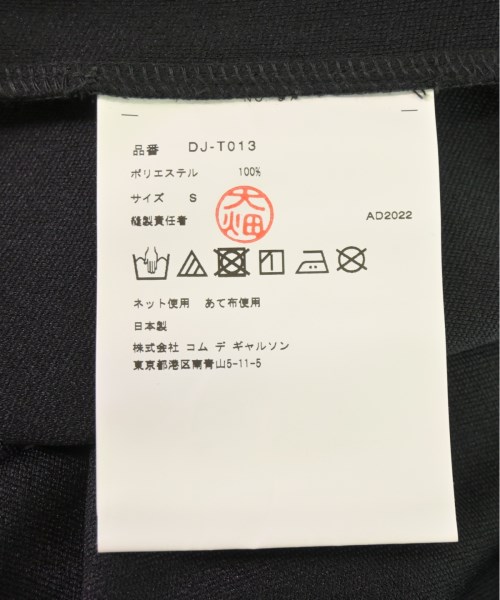 品番 DJ-T013
ポリエステル 100%
サイズ S
大畑
縫製責任者 AD2022
ネット使用 あて布使用
日本製
株式会社 コム デ ギャルソン
東京都港区南青山5-11-5